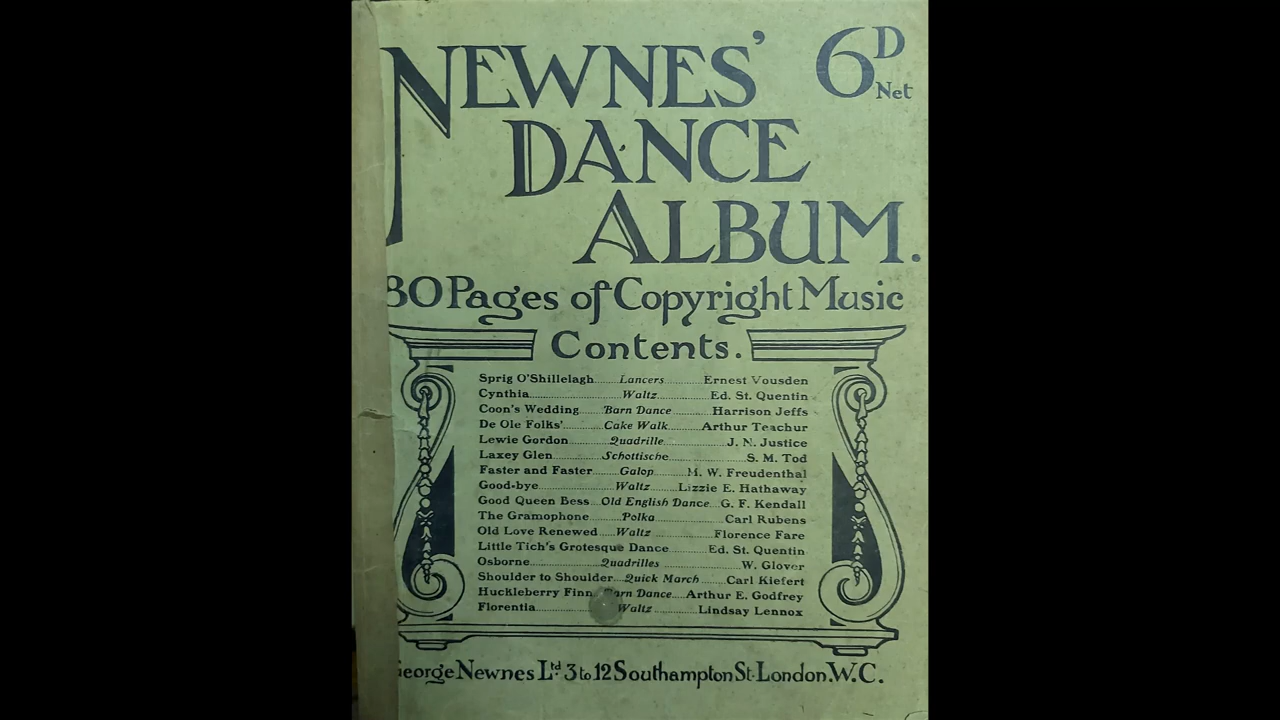 NEWNES' 6D Net
DANCE
ALBUM.
80 Pages of Copyright Music
Contents.
Sprig O'Shillelagh........Lancers..........Ernest Vousden
Cynthia........Waltz..........Ed. St. Quentin
Coon's Wedding........Barn Dance..........Harrison Jeffs
De Ole Folks'........Cake Walk..........Arthur Teachur
Lewie Gordon........Quadrille..........J. N. Justice
Laxey Glen........Schottische..........S. M. Tod
Faster and Faster........Galop..........M. W. Freudenthal
Good-bye........Waltz..........Lizzie E. Hathaway
Good Queen Bess...Old English Dance...G. F. Kendall
The Gramophone........Polka..........Carl Rubens
Old Love Renewed.....Waltz..........Florence Fare
Little Tich's Grotesque Dance..........Ed. St. Quentin
Osborne........Quadrilles..........W. Glover
Shoulder to Shoulder...Quick March.......Carl Kiefert
Huckleberry Finn..Barn Dance....Arthur E. Godfrey
Florentia........Waltz..........Lindsay Lennox
George Newnes Ltd. 3 to 12 Southampton St. London. W.C.